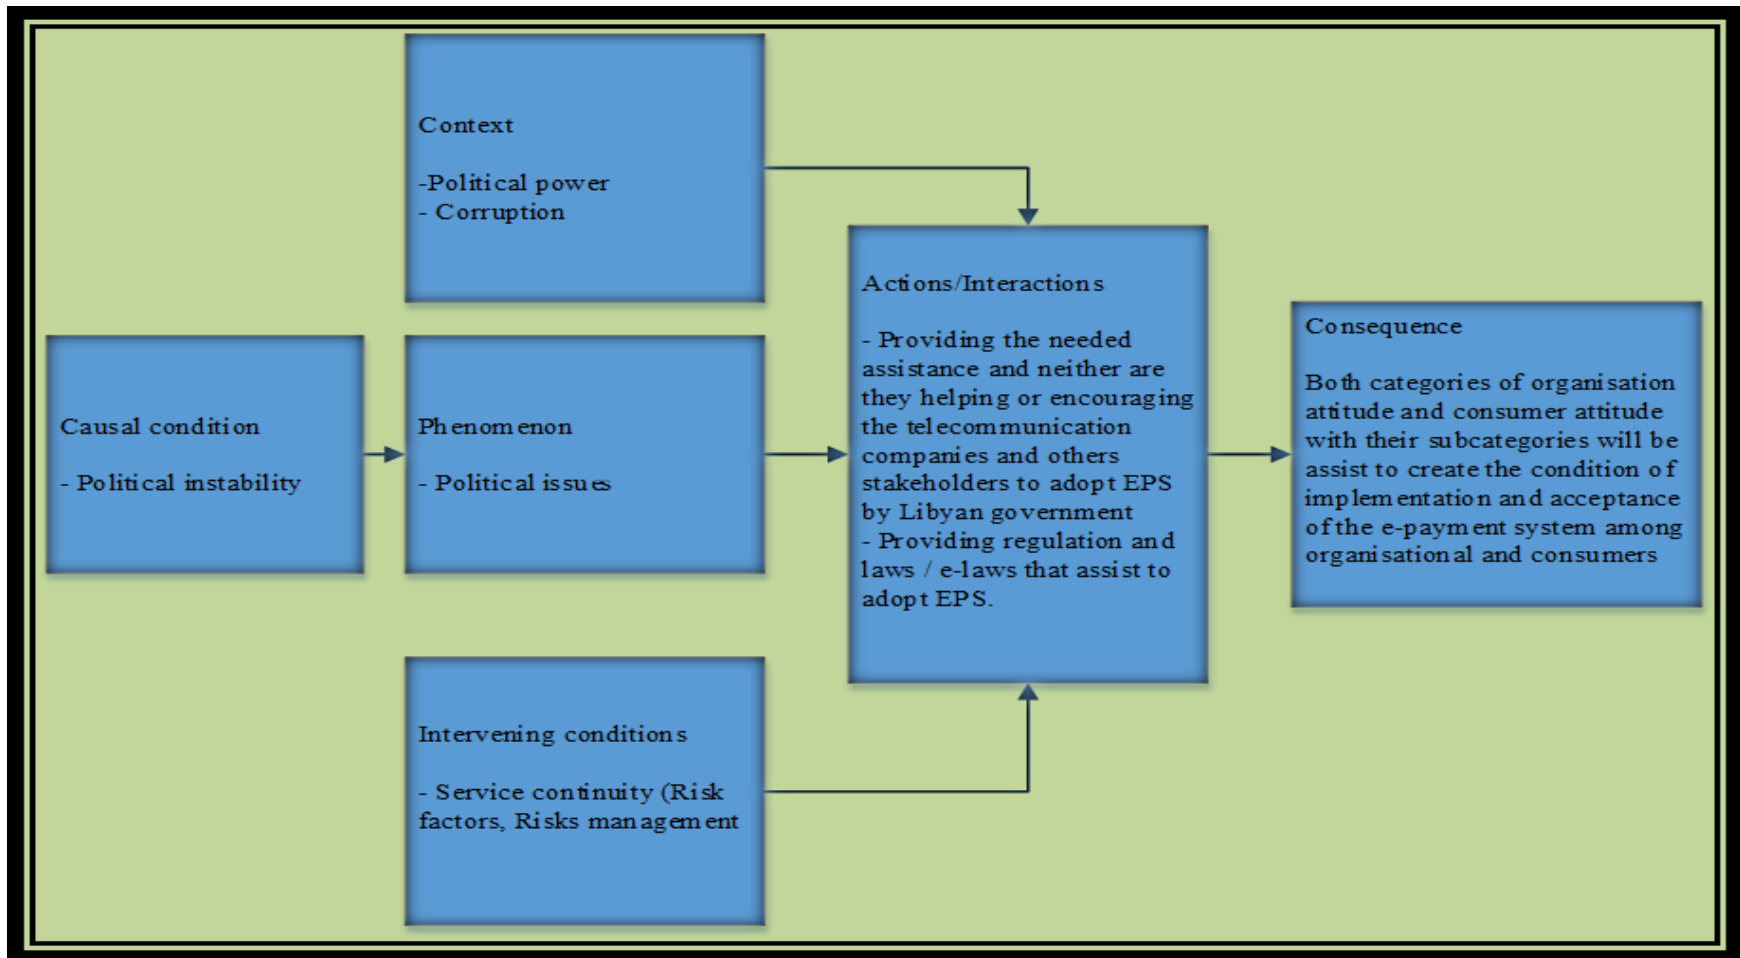 Context
-Political power
- Corruption
Causal condition
- Political instability
Phenomenon
- Political issues
Intervening conditions
- Service continuity (Risk
factors, Risks management
Actions/Interactions
- Providing the needed
assistance and neither are
they helping or encouraging
the telecommunication
companies and others
stakeholders to adopt EPS
by Libyan government
- Providing regulation and
laws / e-laws that assist to
adopt EPS.
Consequence
Both categories of organisation
attitude and consumer attitude
with their subcategories will be
assist to create the condition of
implementation and acceptance
of the e-payment system among
organisational and consumers